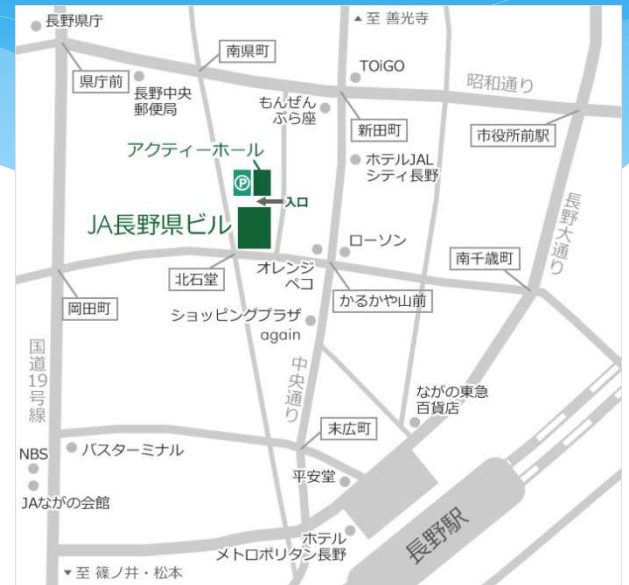 長野県庁
▲至 善光寺
南県町
TOiGO
県庁前
長野中央
郵便局
昭和通り
もんぜん
ぷら座
新田町
市役所前駅
アクティーホール
ホテルJAL
シティ長野
P
入口
長野大通り
JA長野県ビル
ローソン
オレンジ
ペコ
南千歳町
北石堂
かるかや山前
岡田町
ショッピングプラザ
again
国道19号線
中央通り
ながの東急
百貨店
末広町
NBS
バスターミナル
平安堂
JAながの会館
ホテル
メトロポリタン長野
長野駅
▼至 篠ノ井・松本